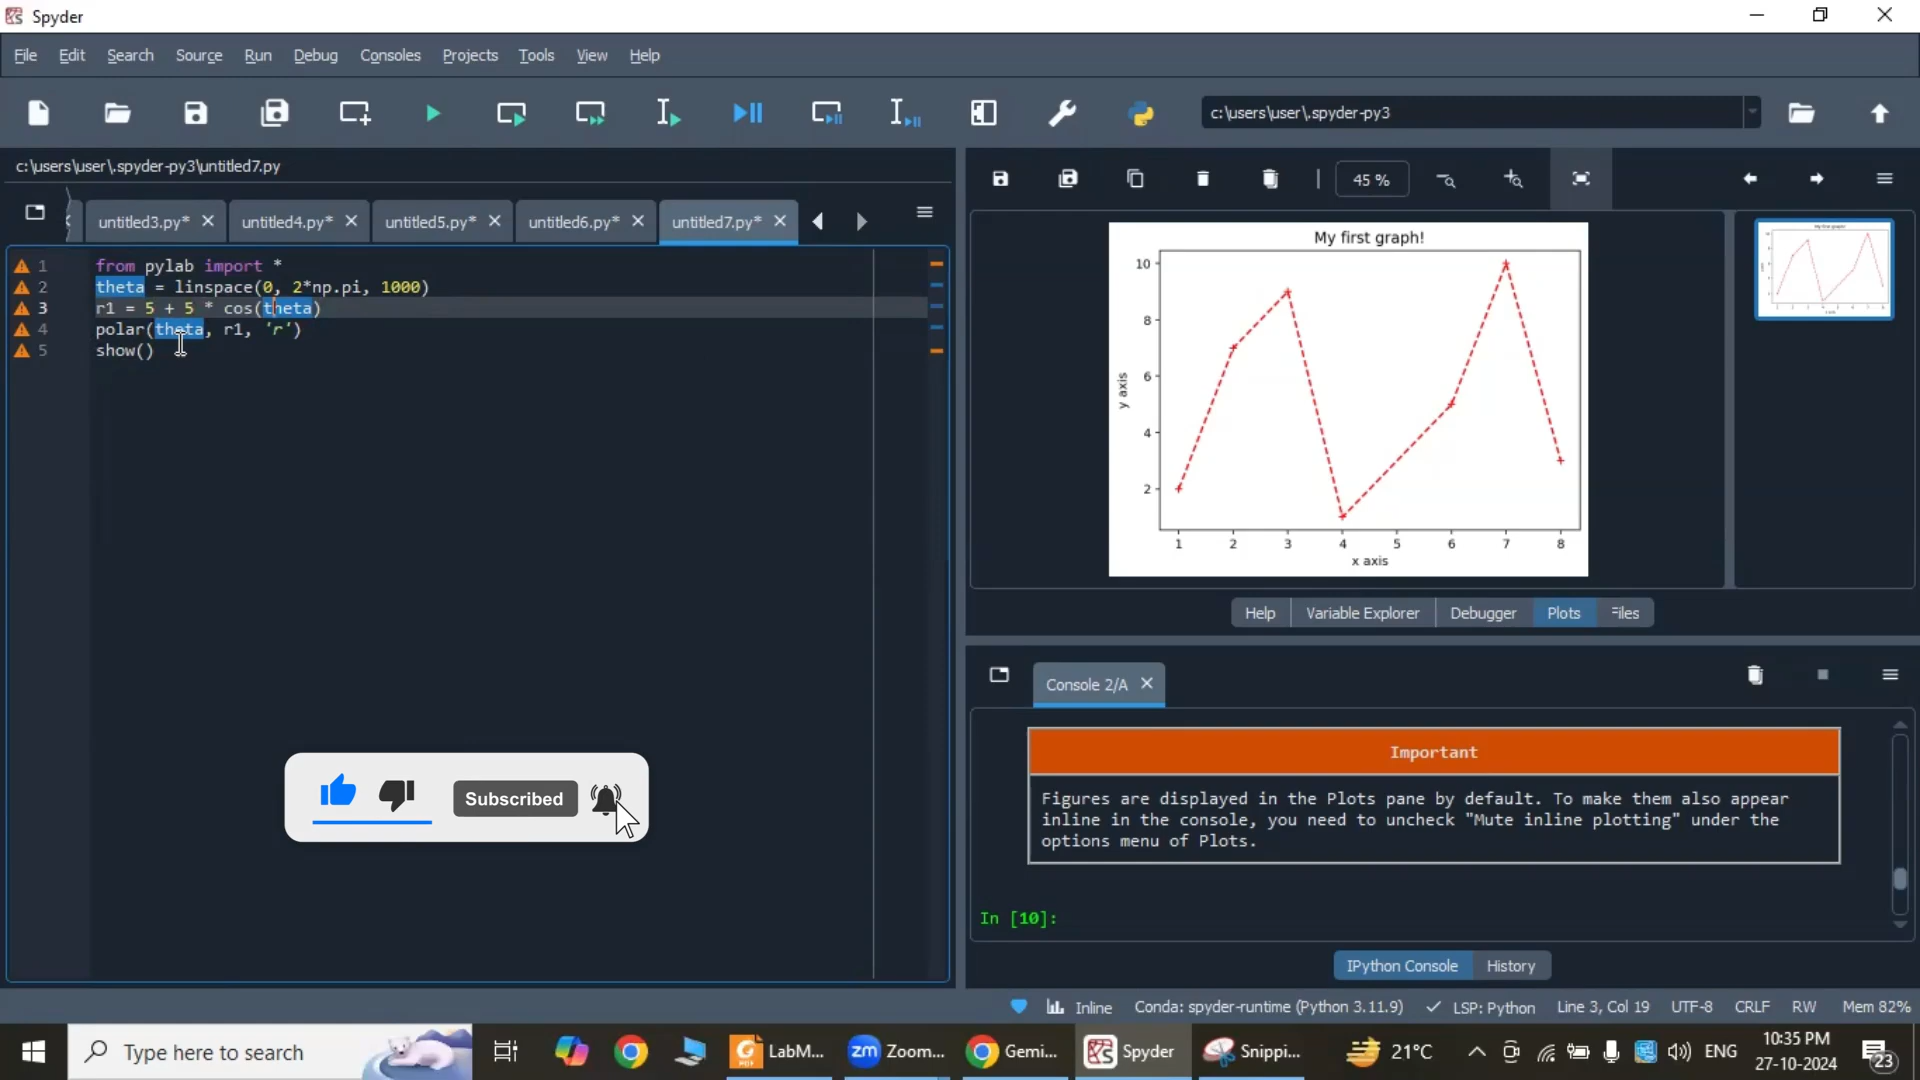 Spyder
File Edit Search Source Run Debug Consoles Projects Tools View Help
c:\users\user\.spyder-py3
c:\users\user\.spyder-py3\untitled7.py
45 %
untitled3.py* untitled4.py* untitled5.py* untitled6.py* untitled7.py*
1 from pylab import *
2 theta = linspace(0, 2*np.pi, 1000)
3 r1 = 5 + 5 * cos(theta)
4 polar(theta, r1, 'r')
5 show()
My first graph!
10
8
6
4
2
y axis
1 2 3 4 5 6 7 8
x axis
Help Variable Explorer Debugger Plots Files
Console 2/A
Important
Figures are displayed in the Plots pane by default. To make them also appear
inline in the console, you need to uncheck "Mute inline plotting" under the
options menu of Plots.
In [10]:
Subscribed
IPython Console History
Inline Conda: spyder-runtime (Python 3.11.9) LSP: Python Line 3, Col 19 UTF-8 CRLF RW Mem 82%
Type here to search
LabM... zm Zoom... Gemi... Spyder Snippi... 21°C ENG
10:35 PM
27-10-2024
23